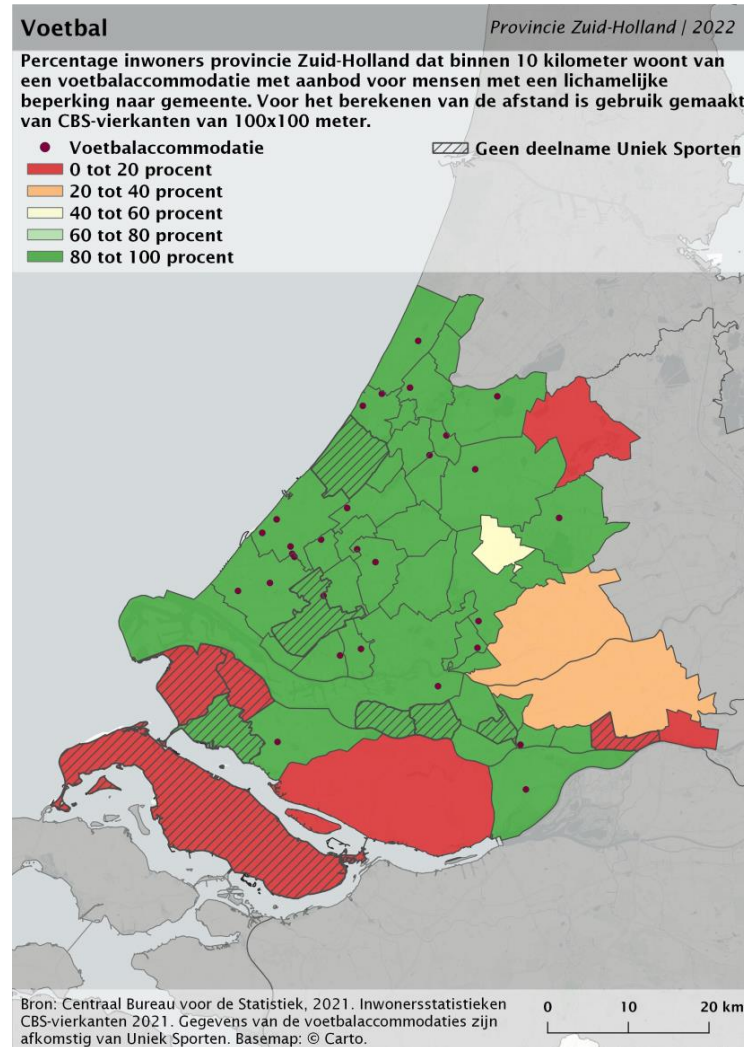 Voetbal
Provincie Zuid-Holland | 2022
Percentage inwoners provincie Zuid-Holland dat binnen 10 kilometer woont van
een voetbalaccommodatie met aanbod voor mensen met een lichamelijke
beperking naar gemeente. Voor het berekenen van de afstand is gebruik gemaakt
van CBS-vierkanten van 100x100 meter.
Voetbalaccommodatie
Geen deelname Uniek Sporten
0 tot 20 procent
20 tot 40 procent
40 tot 60 procent
60 tot 80 procent
80 tot 100 procent
Bron: Centraal Bureau voor de Statistiek, 2021. Inwonersstatistieken
CBS-vierkanten 2021. Gegevens van de voetbalaccommodaties zijn
afkomstig van Uniek Sporten. Basemap: © Carto.
0 10 20 km